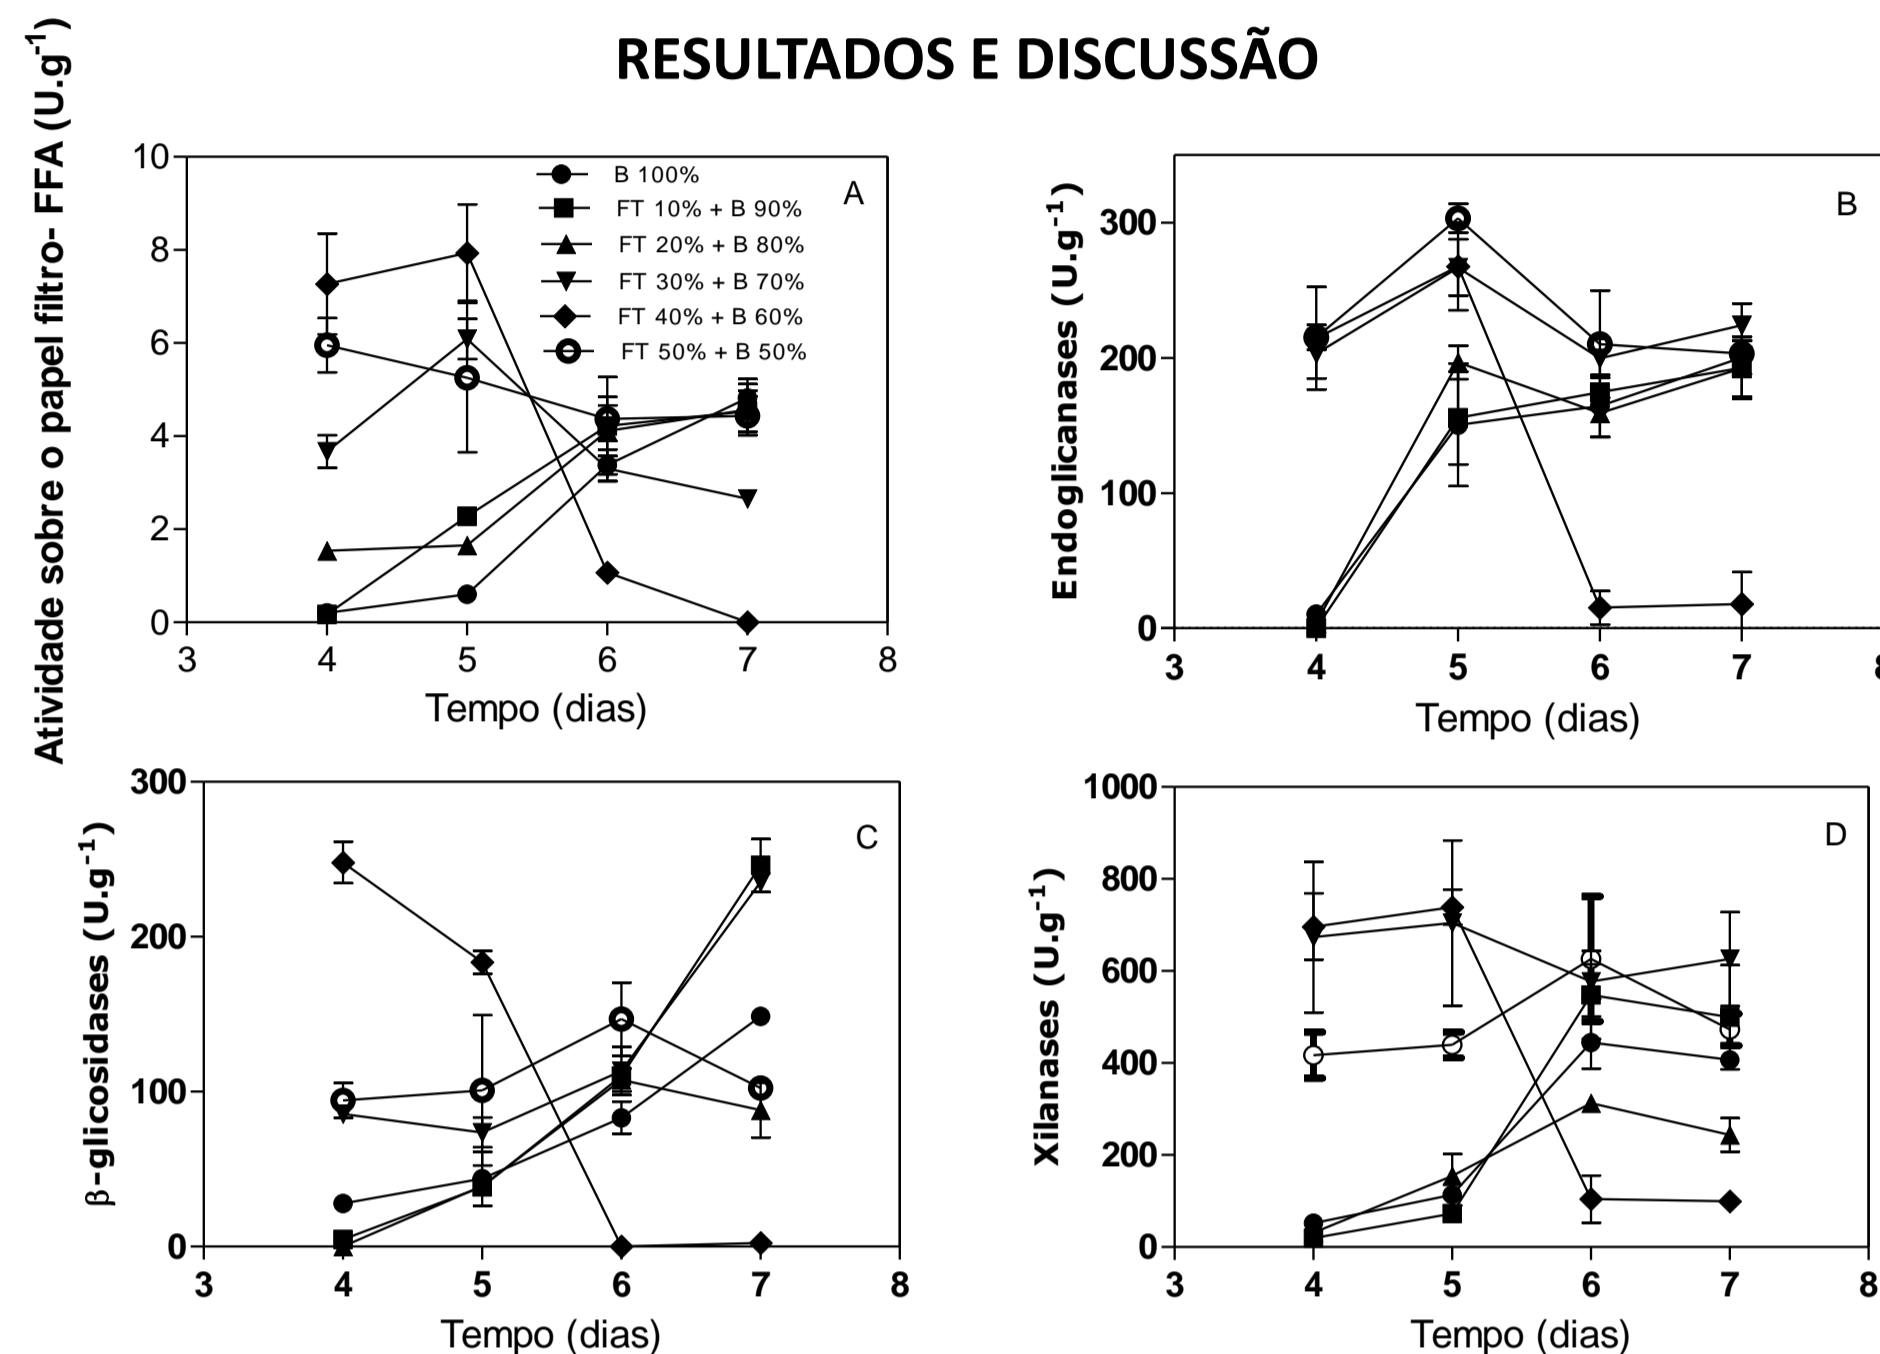 RESULTADOS E DISCUSSÃO
Atividade sobre o papel filtro- FFA (U.g⁻¹)
10
8
6
4
2
0
B 100%
FT 10% + B 90%
FT 20% + B 80%
FT 30% + B 70%
FT 40% + B 60%
FT 50% + B 50%
A
3 4 5 6 7 8
Tempo (dias)
Endoglicanases (U.g⁻¹)
300
200
100
0
B
3 4 5 6 7
Tempo (dias)
β-glicosidases (U.g⁻¹)
300
200
100
0
C
3 4 5 6 7 8
Tempo (dias)
Xilanases (U.g⁻¹)
1000
800
600
400
200
0
D
3 4 5 6 7 8
Tempo (dias)